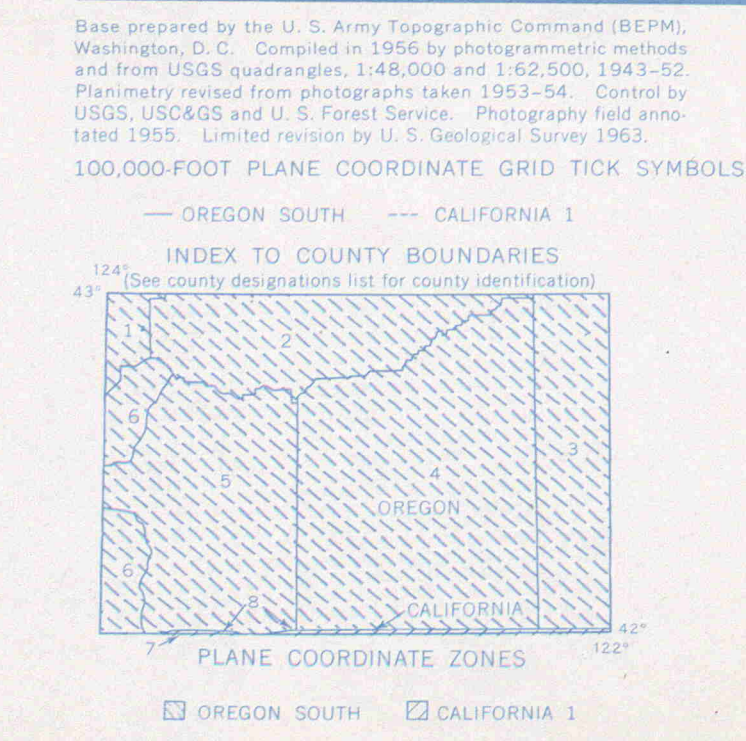 Base prepared by the U. S. Army Topographic Command (BEPM),
Washington, D. C. Compiled in 1956 by photogrammetric methods
and from USGS quadrangles, 1:48,000 and 1:62,500, 1943–52.
Planimetry revised from photographs taken 1953–54. Control by
USGS, USC&GS and U. S. Forest Service. Photography field anno-
tated 1955. Limited revision by U. S. Geological Survey 1963.
100,000-FOOT PLANE COORDINATE GRID TICK SYMBOLS
OREGON SOUTH CALIFORNIA 1
INDEX TO COUNTY BOUNDARIES
124°
(See county designations list for county identification)
43°
1
2
6
3
5
4
OREGON
6
8
CALIFORNIA
42°
7
122°
PLANE COORDINATE ZONES
OREGON SOUTH CALIFORNIA 1